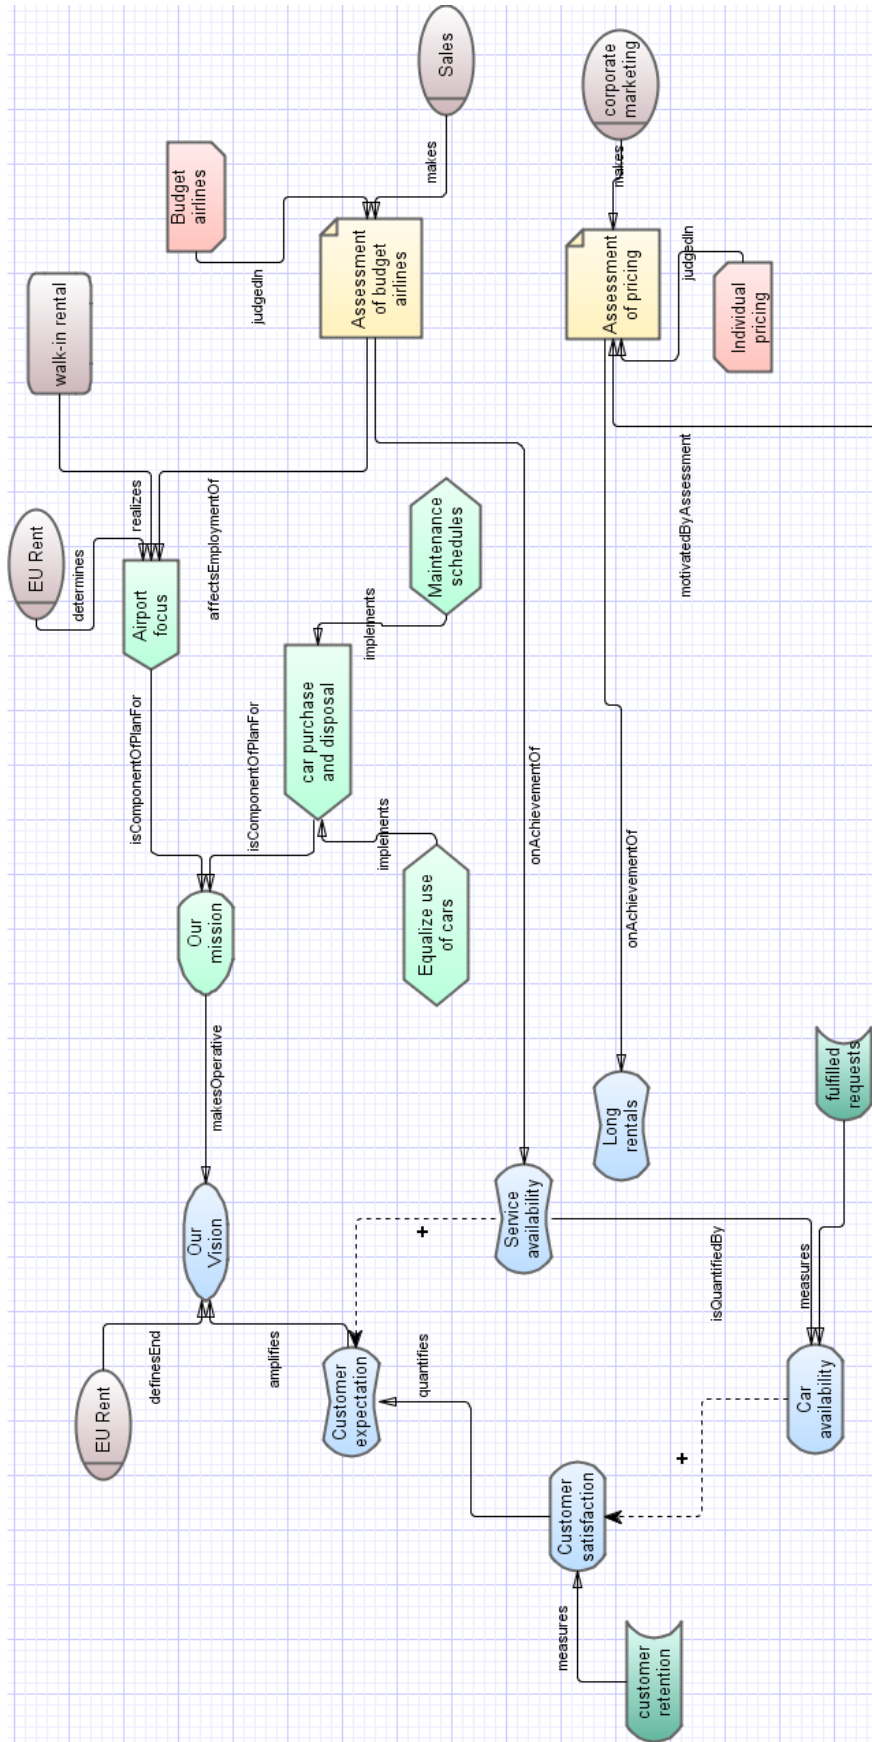 EU Rent
definesEnd
Our
Vision
amplifies
Customer
expectation
quantifies
customer
retention
measures
Customer
satisfaction
+
Car
availability
measures
isQuantifiedBy
fulfilled
requests
+
Service
availability
Long
rentals
makesOperative
Our
mission
isComponentOfPlanFor
isComponentOfPlanFor
Equalize use
of cars
implements
car purchase
and disposal
implements
Maintenance
schedules
onAchievementOf
onAchievementOf
Airport
focus
determines
EU Rent
realizes
walk-in rental
affectsEmploymentOf
Assessment
of budget
airlines
judgedIn
Budget
airlines
makes
Sales
motivatedByAssessment
Assessment
of pricing
judgedIn
Individual
pricing
makes
corporate
marketing